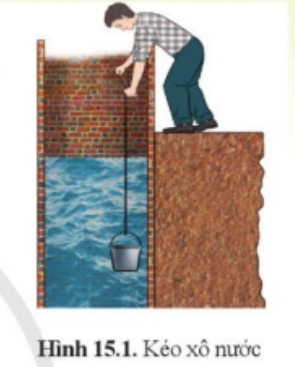 Hình 15.1. Kéo xô nước